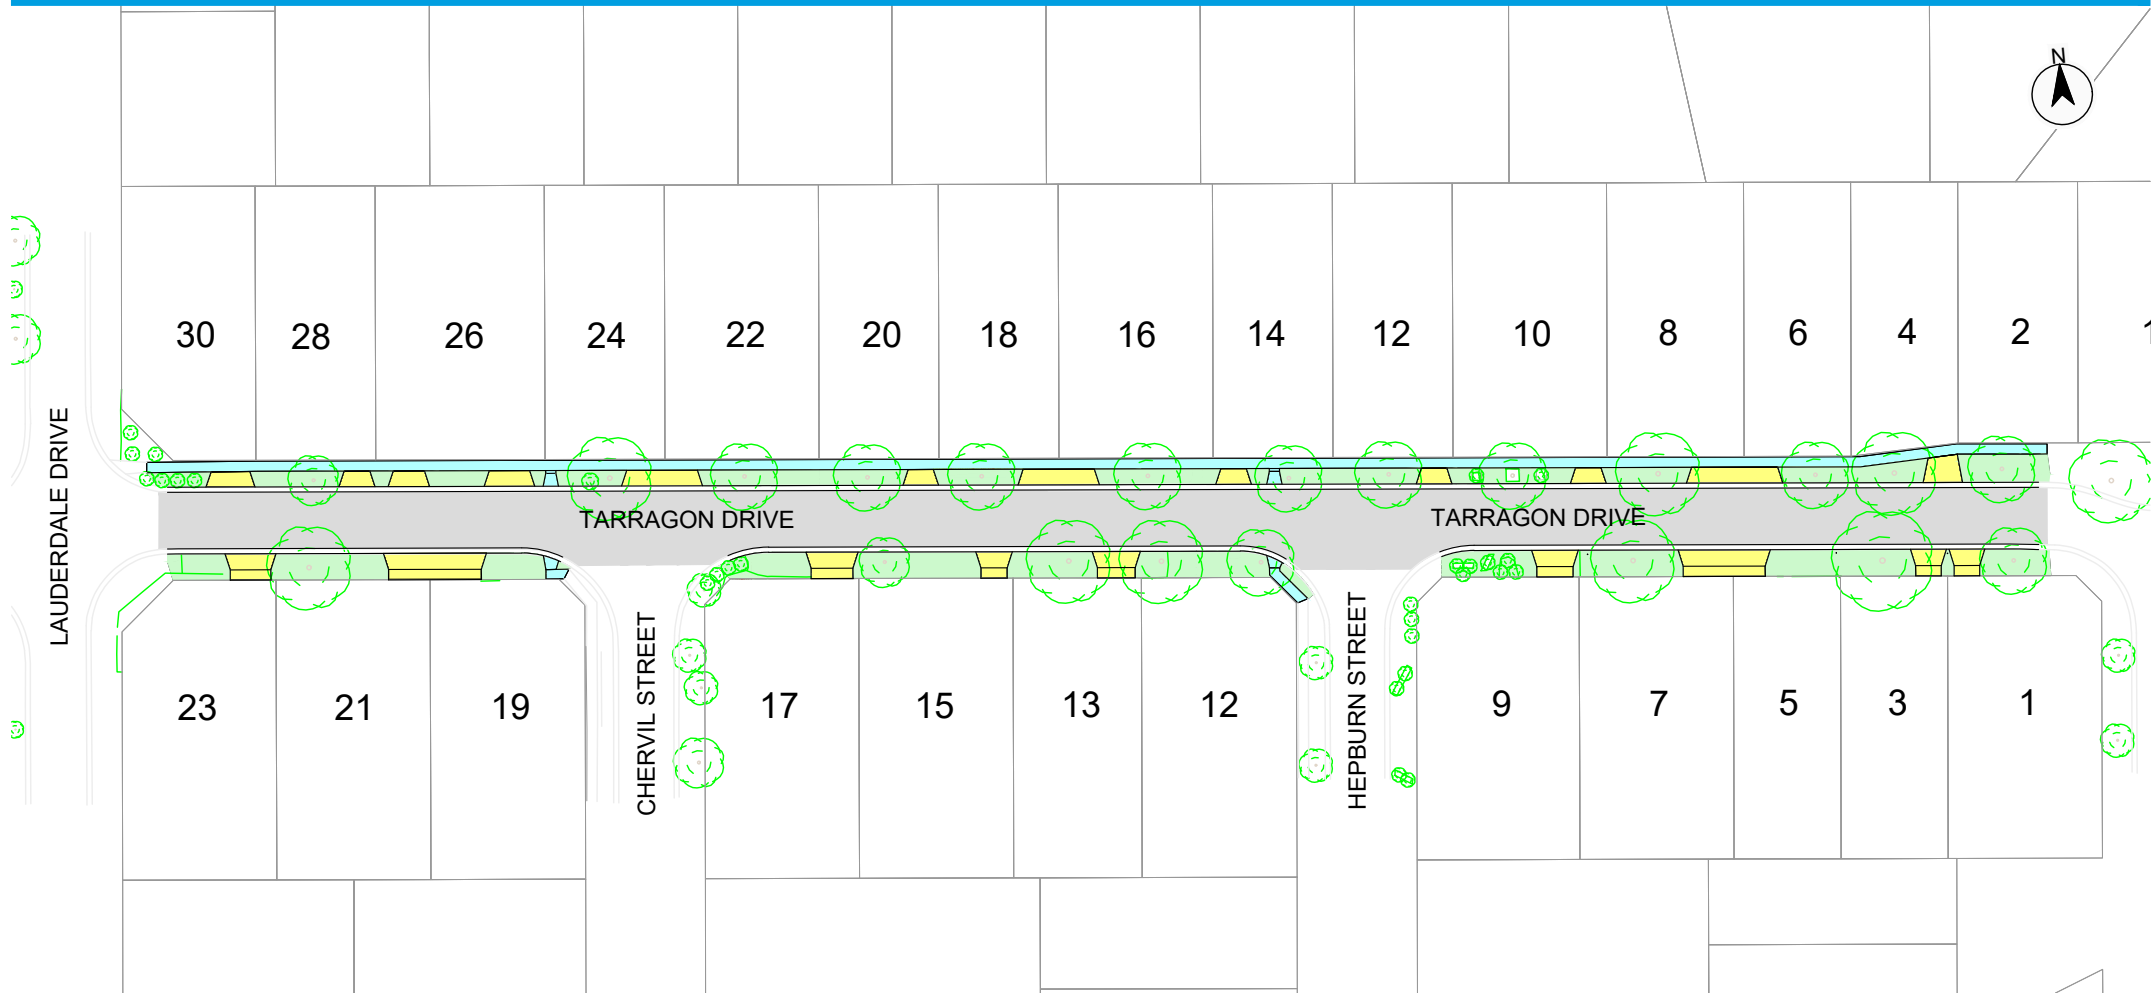 N
30 28 26 24 22 20 18 16 14 12 10 8 6 4 2
LAUDERDALE DRIVE
TARRAGON DRIVE
TARRAGON DRIVE
CHERVIL STREET
HEPBURN STREET
23 21 19 17 15 13 12 9 7 5 3 1